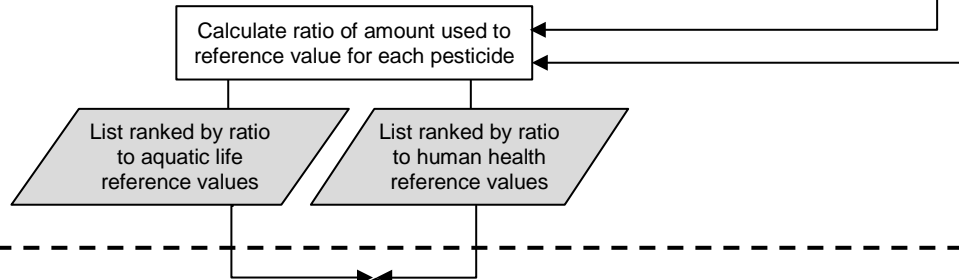 Calculate ratio of amount used to
reference value for each pesticide
List ranked by ratio
to aquatic life
reference values
List ranked by ratio
to human health
reference values